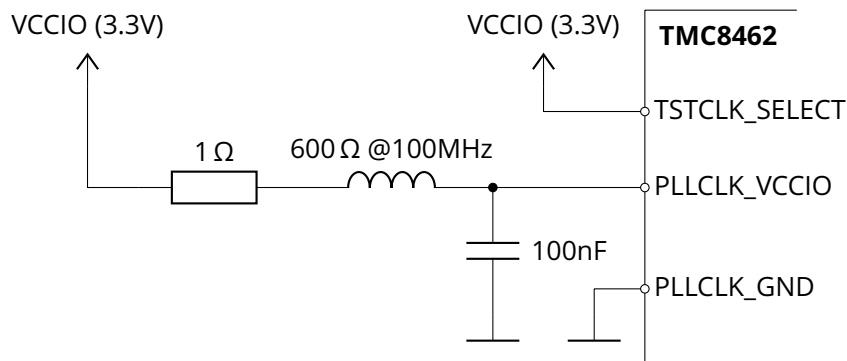 VCCIO (3.3V)
VCCIO (3.3V)
TMC8462
TSTCLK_SELECT
1 Ω
600 Ω @100MHz
PLLCLK_VCCIO
100nF
PLLCLK_GND